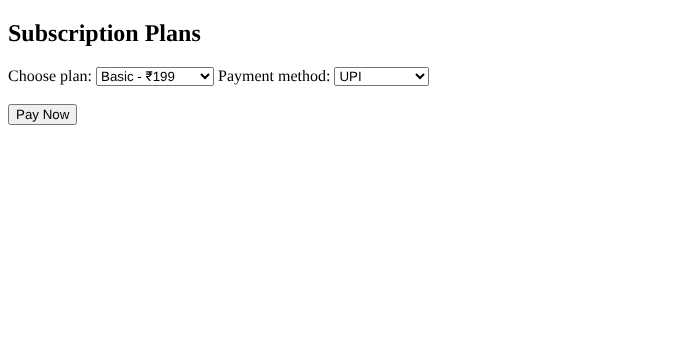 Subscription Plans
Choose plan: Basic - ₹199 Payment method: UPI
Pay Now